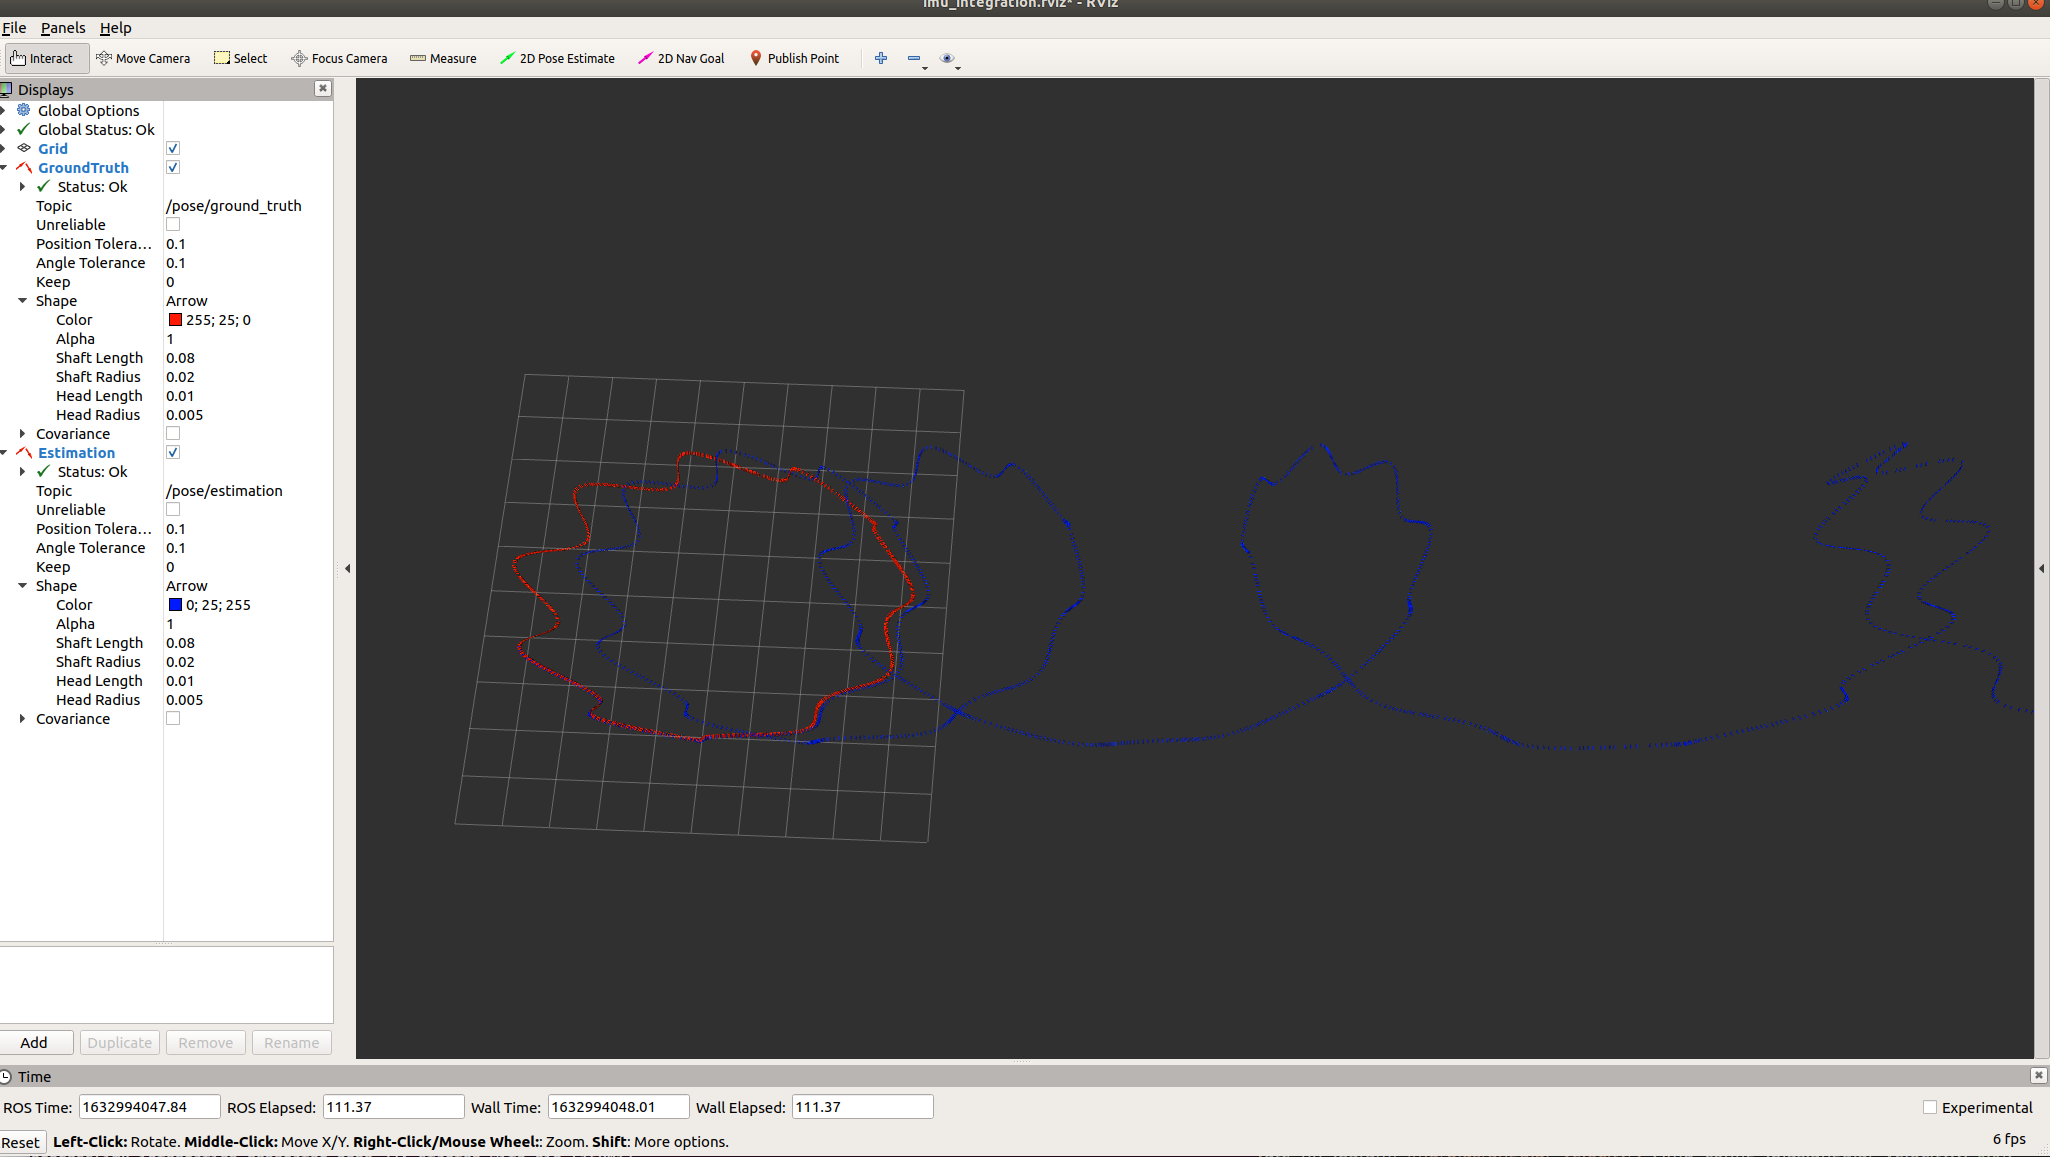 imu_integration.rviz* - RViz
File Panels Help
Interact Move Camera Select Focus Camera Measure 2D Pose Estimate 2D Nav Goal Publish Point
Displays
Global Options
Global Status: Ok
Grid
GroundTruth
Status: Ok
Topic /pose/ground_truth
Unreliable
Position Tolera... 0.1
Angle Tolerance 0.1
Keep 0
Shape Arrow
Color 255; 25; 0
Alpha 1
Shaft Length 0.08
Shaft Radius 0.02
Head Length 0.01
Head Radius 0.005
Covariance
Estimation
Status: Ok
Topic /pose/estimation
Unreliable
Position Tolera... 0.1
Angle Tolerance 0.1
Keep 0
Shape Arrow
Color 0; 25; 255
Alpha 1
Shaft Length 0.08
Shaft Radius 0.02
Head Length 0.01
Head Radius 0.005
Covariance
Add Duplicate Remove Rename
Time
ROS Time: 1632994047.84 ROS Elapsed: 111.37 Wall Time: 1632994048.01 Wall Elapsed: 111.37 Experimental
Reset Left-Click: Rotate. Middle-Click: Move X/Y. Right-Click/Mouse Wheel:: Zoom. Shift: More options. 6 fps